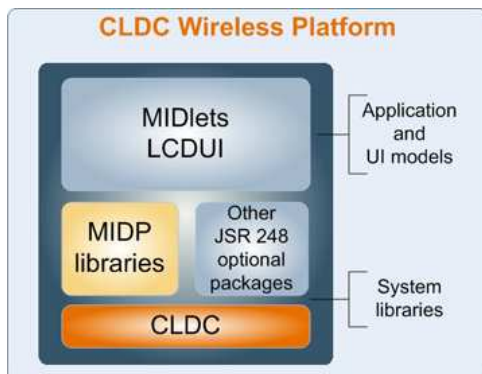 CLDC Wireless Platform
MIDlets
LCDUI
Application
and
UI models
MIDP
libraries
Other
JSR 248
optional
packages
System
libraries
CLDC